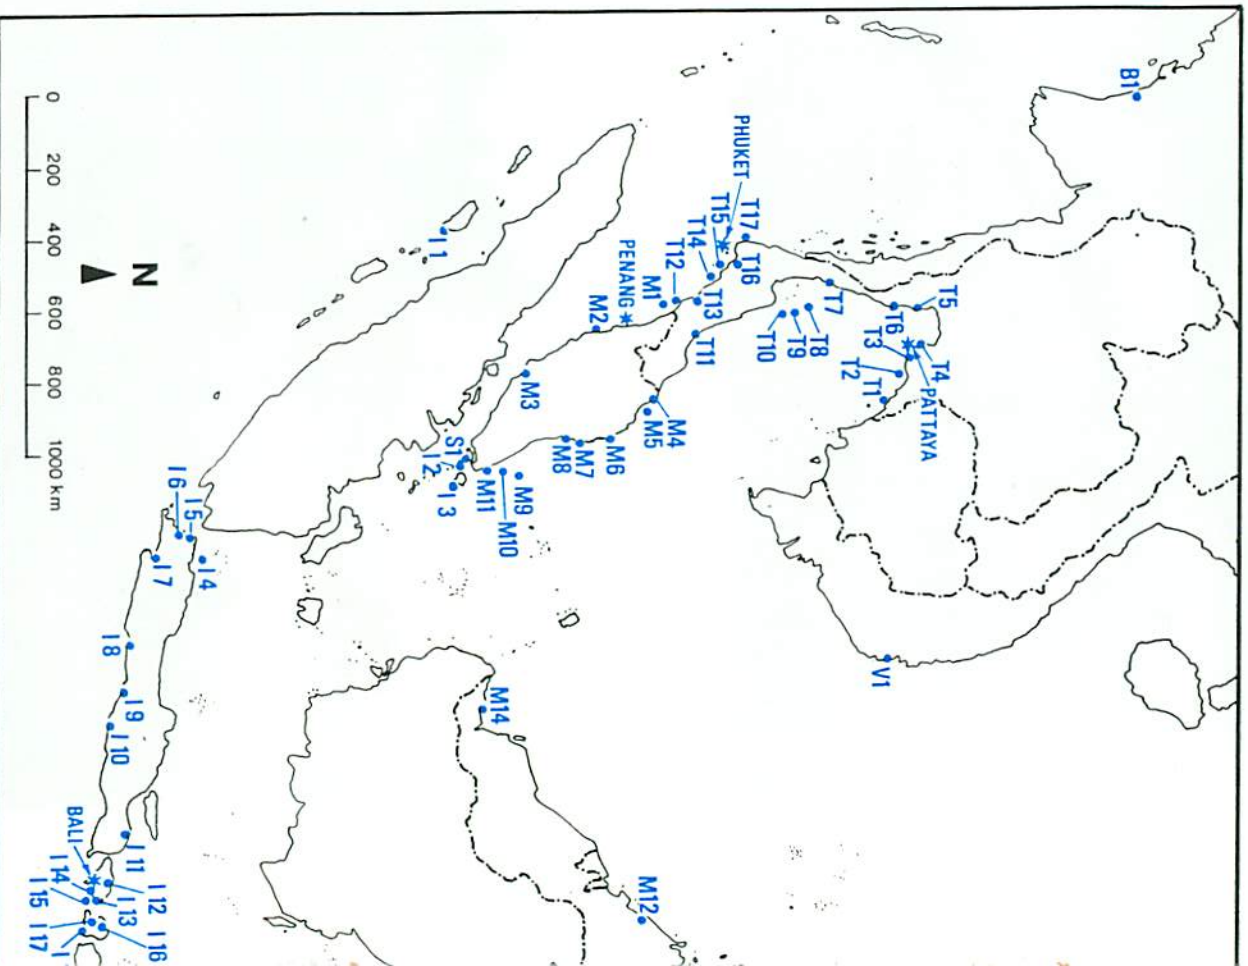 B1
T5
T4
PATTAYA
T6
T3
T2
T1
V1
T7
T8
T9
T10
PHUKET
T17
T16
T15
T14
T13
T12
T11
M1
PENANG
M2
M4
M5
M6
M7
M8
M12
M3
M9
M10
M11
M14
S1
I 2
I 3
I 1
I 4
I 5
I 6
I 7
I 8
I 9
I 10
I 11
I 12
I 16
I 13
BALI
I 14
I
I 15
I 17
N
0 200 400 600 800 1000 km